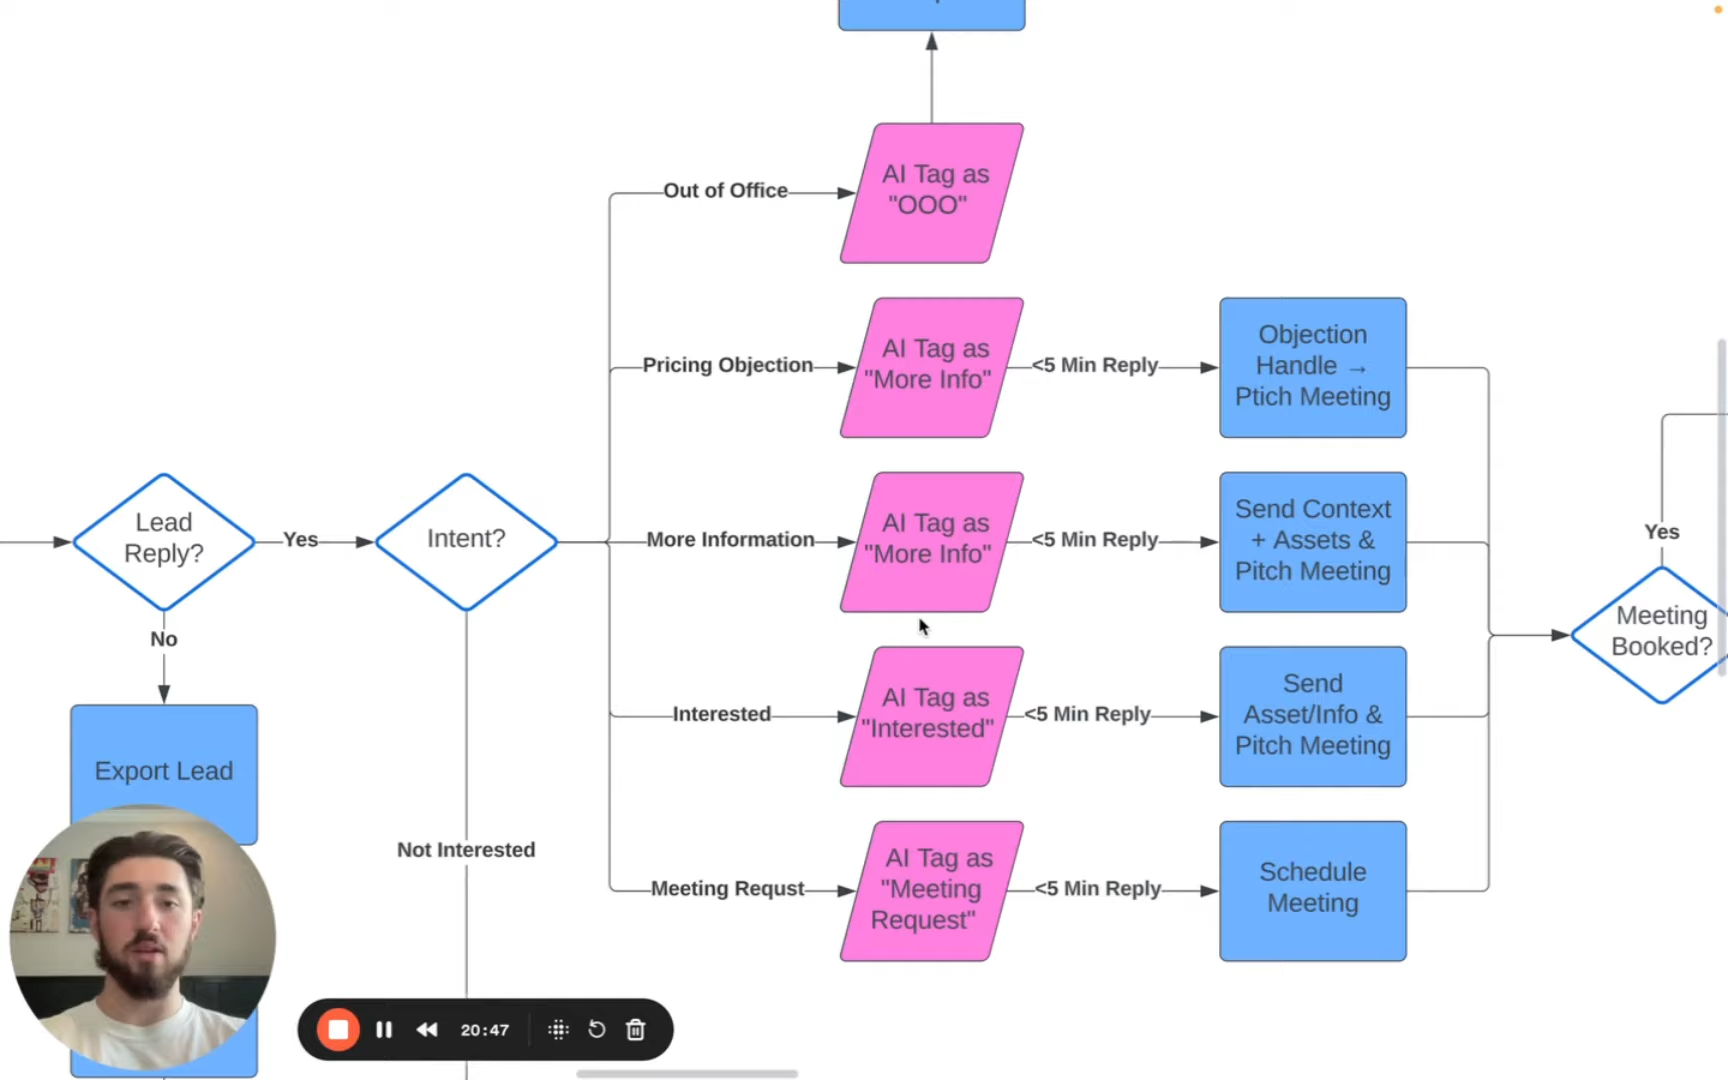 Out of Office
AI Tag as
"OOO"
Pricing Objection
AI Tag as
"More Info"
<5 Min Reply
Objection
Handle →
Ptich Meeting
Lead
Reply?
Yes
Intent?
More Information
AI Tag as
"More Info"
<5 Min Reply
Send Context
+ Assets &
Pitch Meeting
Yes
Meeting
Booked?
No
Interested
AI Tag as
"Interested"
<5 Min Reply
Send
Asset/Info &
Pitch Meeting
Export Lead
Not Interested
Meeting Requst
AI Tag as
"Meeting
Request"
<5 Min Reply
Schedule
Meeting
20:47